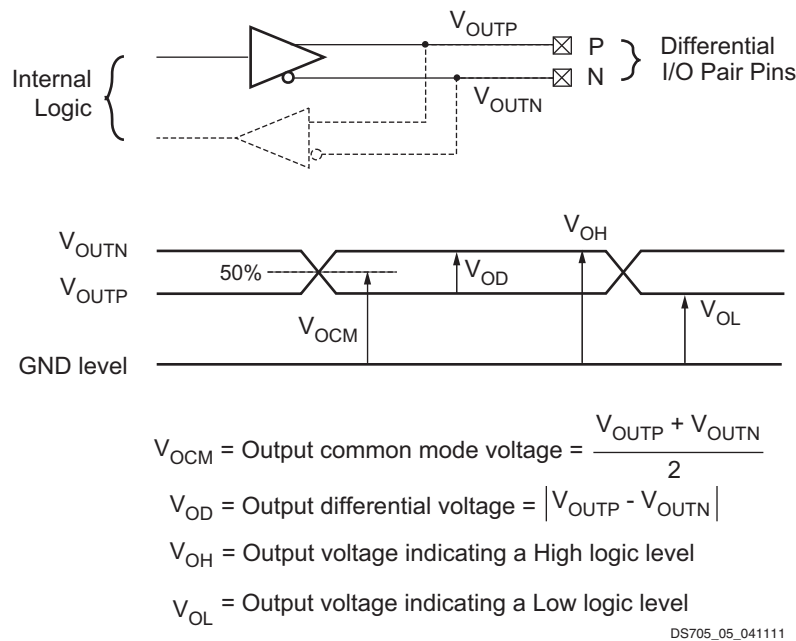 V_OUTP
P
Differential
I/O Pair Pins
N
Internal
Logic
V_OUTN
V_OUTN
V_OH
50%
V_OD
V_OUTP
V_OL
V_OCM
GND level
V_OCM = Output common mode voltage = (V_OUTP + V_OUTN) / 2
V_OD = Output differential voltage = |V_OUTP - V_OUTN|
V_OH = Output voltage indicating a High logic level
V_OL = Output voltage indicating a Low logic level
DS705_05_041111